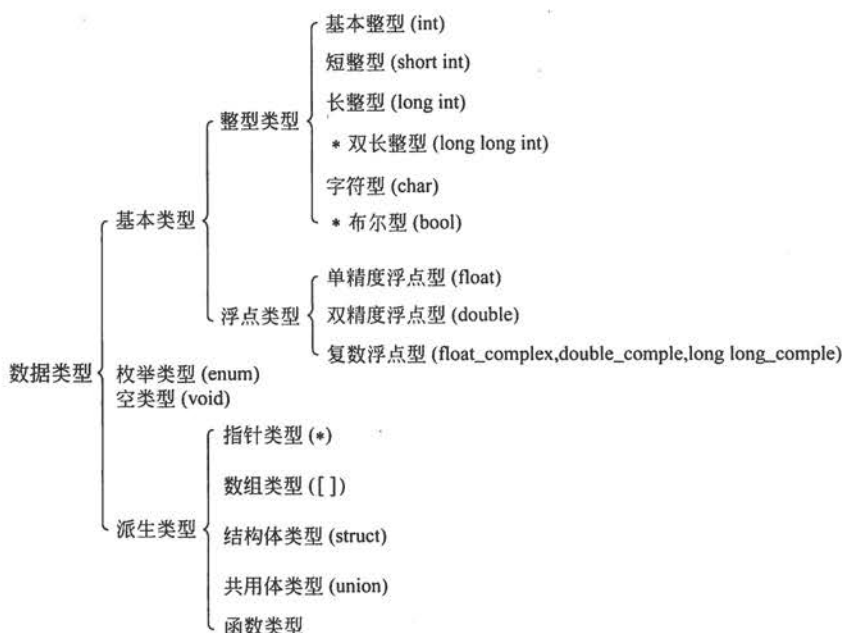 基本整型 (int)
短整型 (short int)
长整型 (long int)
整型类型
* 双长整型 (long long int)
字符型 (char)
基本类型
* 布尔型 (bool)
单精度浮点型 (float)
浮点类型
双精度浮点型 (double)
复数浮点型 (float_complex,double_comple,long long_comple)
数据类型
枚举类型 (enum)
空类型 (void)
指针类型 (*)
数组类型 ([ ])
派生类型
结构体类型 (struct)
共用体类型 (union)
函数类型